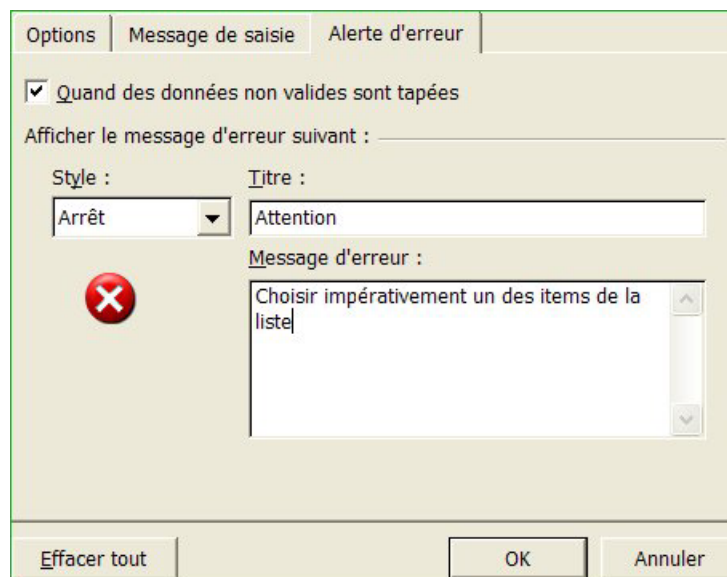 Options Message de saisie Alerte d'erreur
Quand des données non valides sont tapées
Afficher le message d'erreur suivant :
Style : Titre :
Arrêt Attention
Message d'erreur :
Choisir impérativement un des items de la
liste
Effacer tout OK Annuler